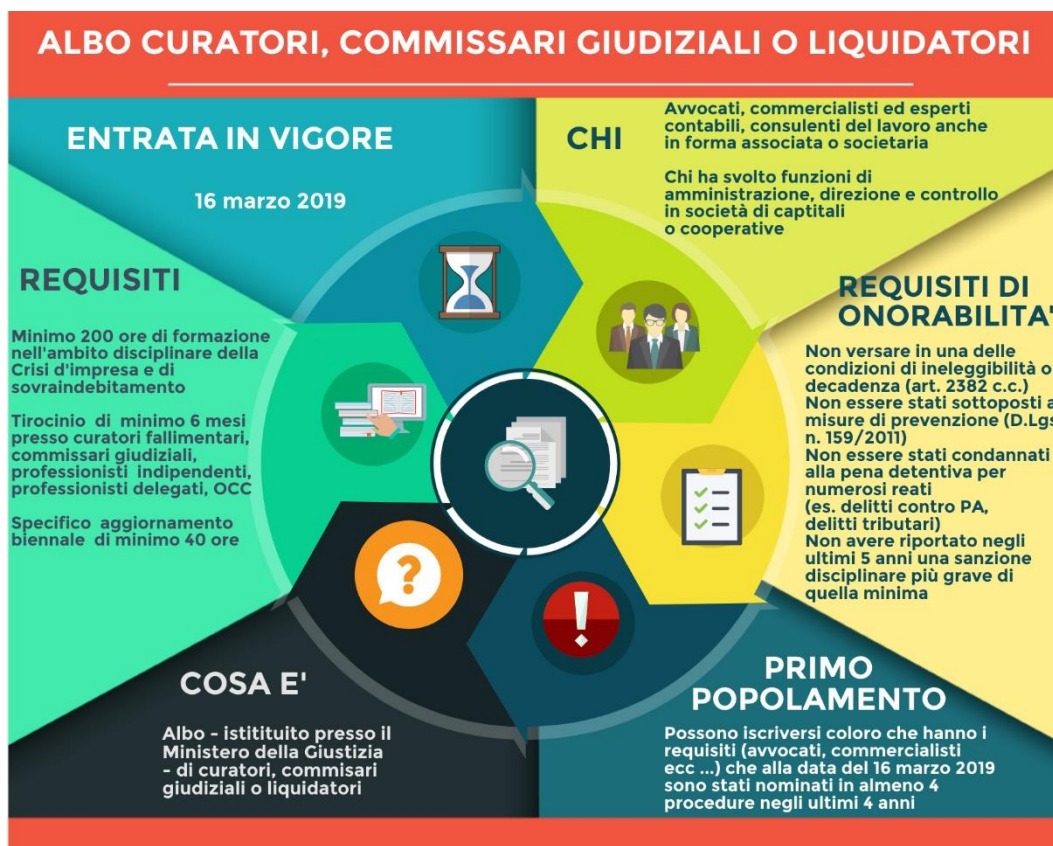 ALBO CURATORI, COMMISSARI GIUDIZIALI O LIQUIDATORI
ENTRATA IN VIGORE
16 marzo 2019
CHI
Avvocati, commercialisti ed esperti
contabili, consulenti del lavoro anche
in forma associata o societaria
Chi ha svolto funzioni di
amministrazione, direzione e controllo
in società di captitali
o cooperative
REQUISITI
Minimo 200 ore di formazione
nell'ambito disciplinare della
Crisi d'impresa e di
sovraindebitamento
Tirocinio di minimo 6 mesi
presso curatori fallimentari,
commissari giudiziali,
professionisti indipendenti,
professionisti delegati, OCC
Specifico aggiornamento
biennale di minimo 40 ore
REQUISITI DI
ONORABILITA'
Non versare in una delle
condizioni di ineleggibilità o
decadenza (art. 2382 c.c.)
Non essere stati sottoposti a
misure di prevenzione (D.Lgs
n. 159/2011)
Non essere stati condannati
alla pena detentiva per
numerosi reati
(es. delitti contro PA,
delitti tributari)
Non avere riportato negli
ultimi 5 anni una sanzione
disciplinare più grave di
quella minima
COSA E'
Albo - istitituito presso il
Ministero della Giustizia
- di curatori, commisari
giudiziali o liquidatori
PRIMO
POPOLAMENTO
Possono iscriversi coloro che hanno i
requisiti (avvocati, commercialisti
ecc ...) che alla data del 16 marzo 2019
sono stati nominati in almeno 4
procedure negli ultimi 4 anni